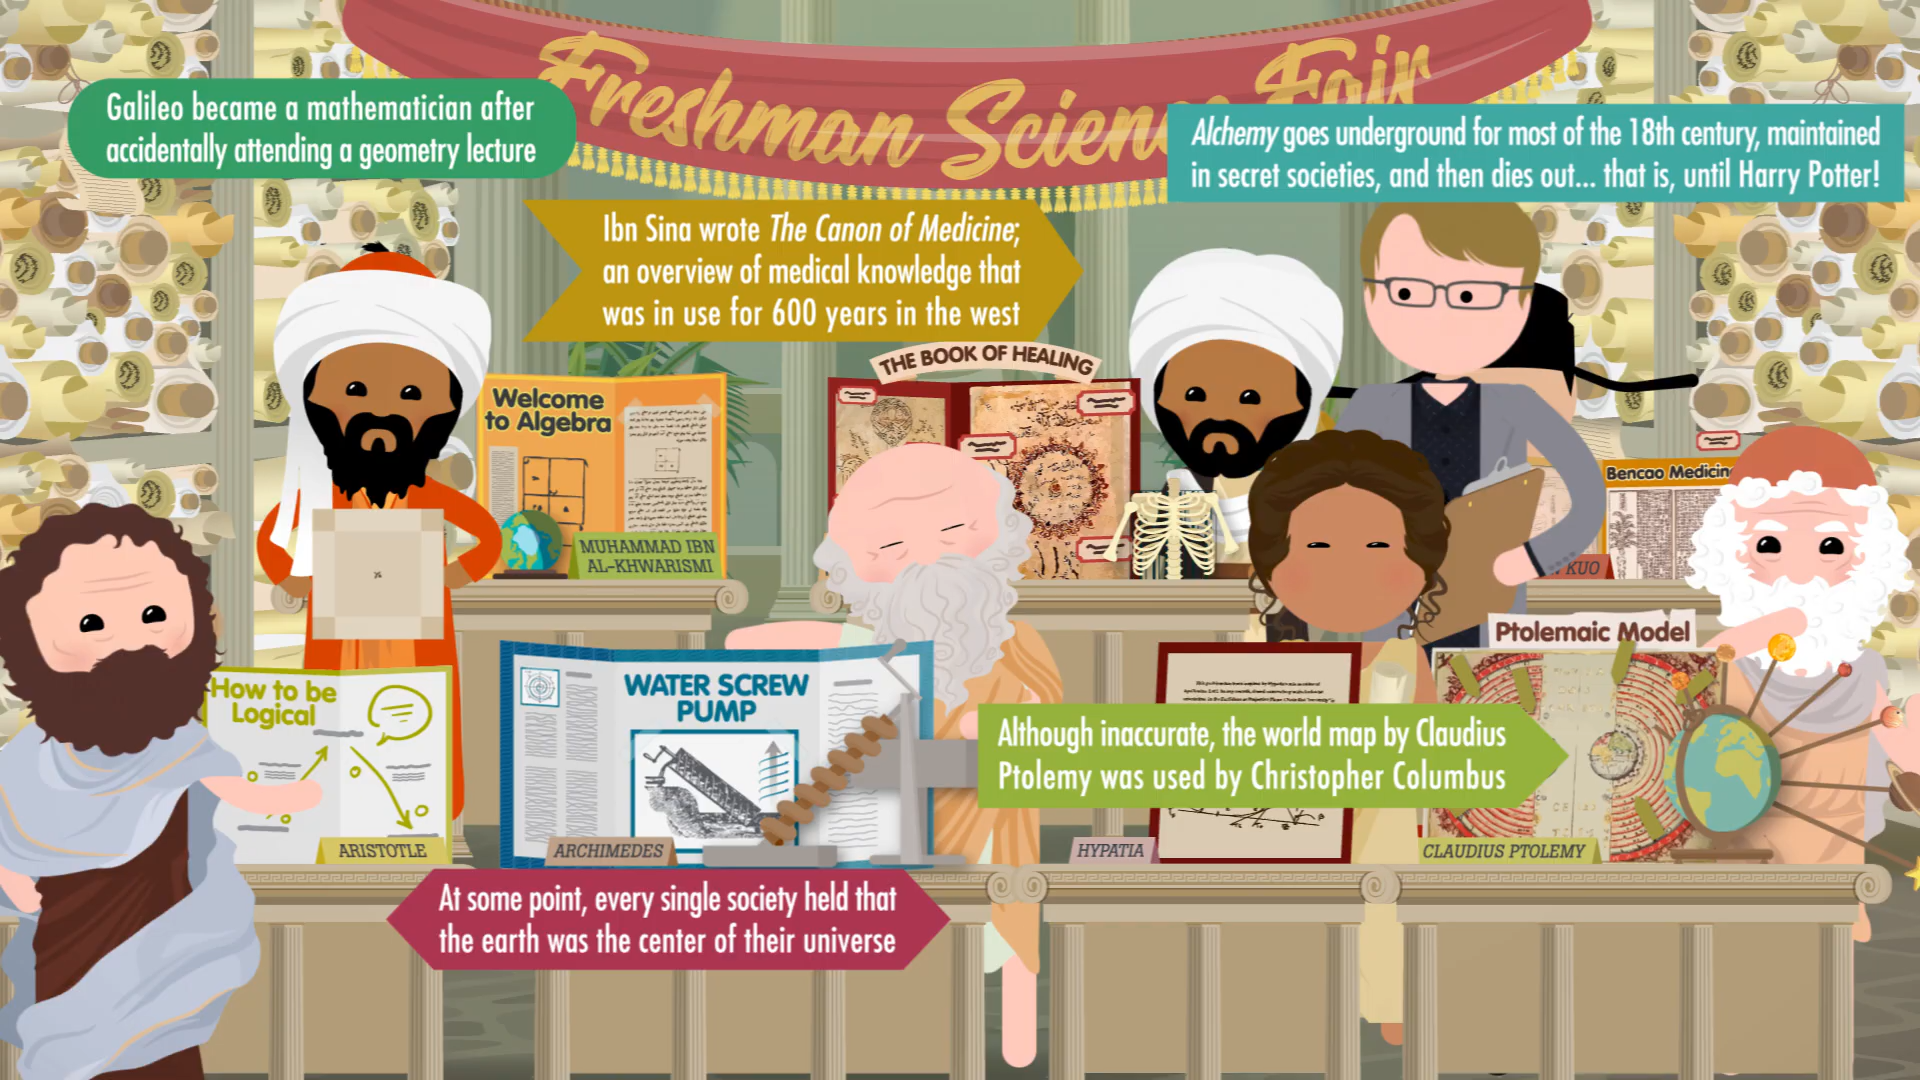 Freshman Science Fair
Galileo became a mathematician after
accidentally attending a geometry lecture
Alchemy goes underground for most of the 18th century, maintained
in secret societies, and then dies out... that is, until Harry Potter!
Ibn Sina wrote The Canon of Medicine;
an overview of medical knowledge that
was in use for 600 years in the west
THE BOOK OF HEALING
Welcome
to Algebra
MUHAMMAD IBN
AL-KHWARISMI
Bencao Medicine
KUO
Ptolemaic Model
How to be
Logical
WATER SCREW
PUMP
Although inaccurate, the world map by Claudius
Ptolemy was used by Christopher Columbus
ARISTOTLE
ARCHIMEDES
HYPATIA
CLAUDIUS PTOLEMY
At some point, every single society held that
the earth was the center of their universe